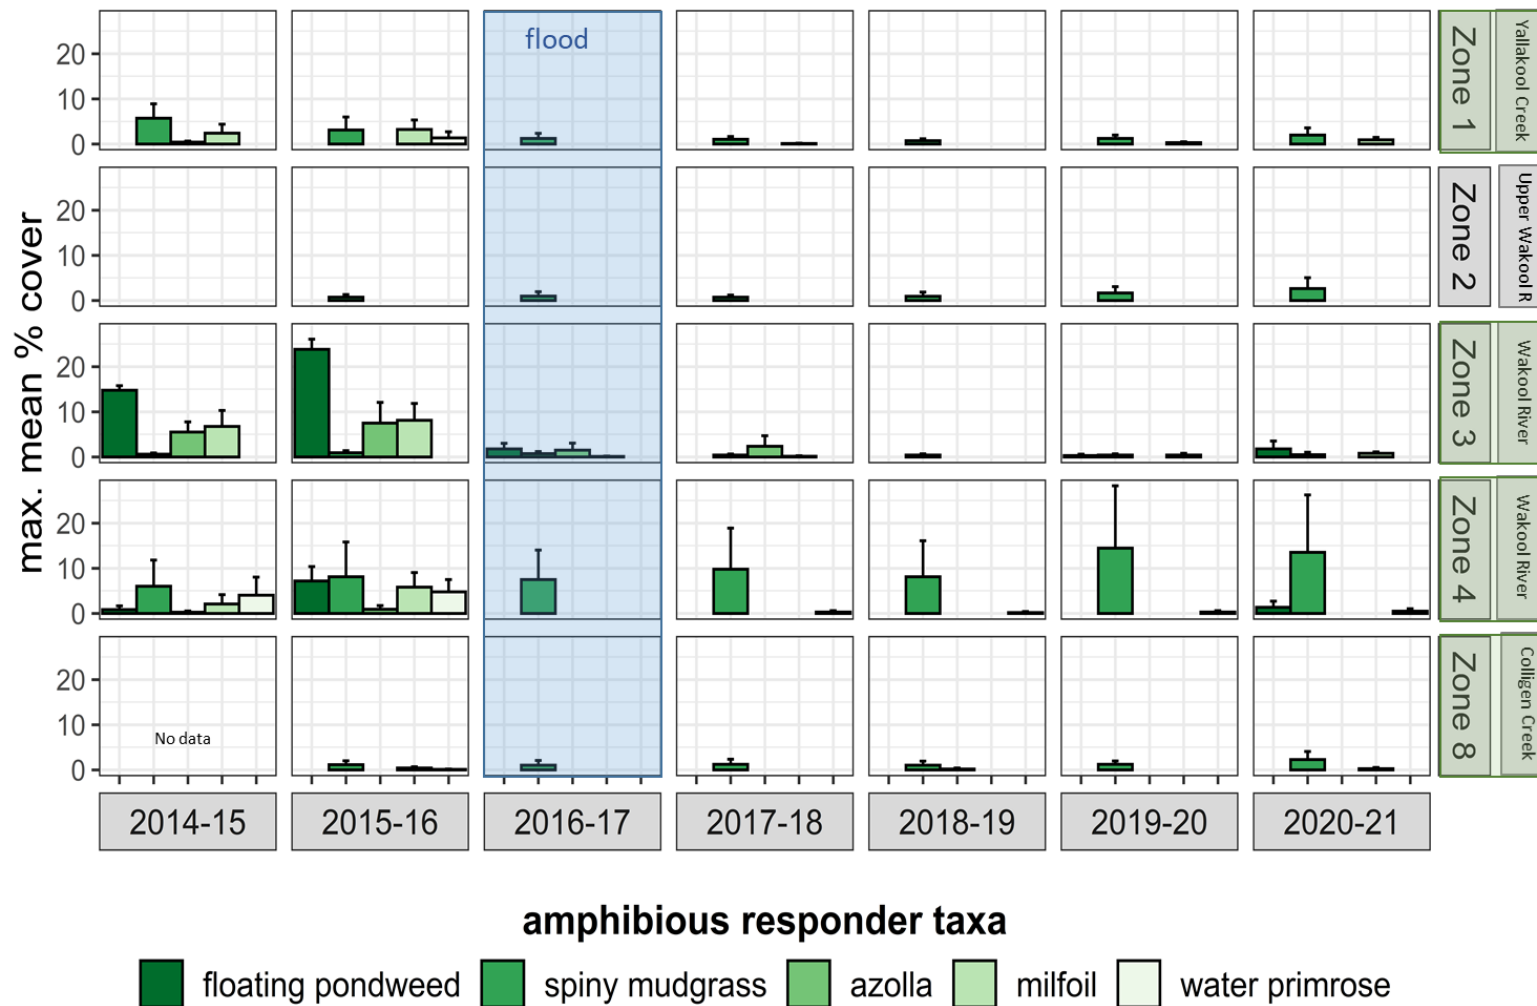 flood
max. mean % cover
20
10
0
Zone 1
Yallakool Creek
20
10
0
Zone 2
Upper Wakool R
20
10
0
Zone 3
Wakool River
20
10
0
Zone 4
Wakool River
20
10
0
No data
Zone 8
Colligen Creek
2014-15 2015-16 2016-17 2017-18 2018-19 2019-20 2020-21
amphibious responder taxa
floating pondweed spiny mudgrass azolla milfoil water primrose